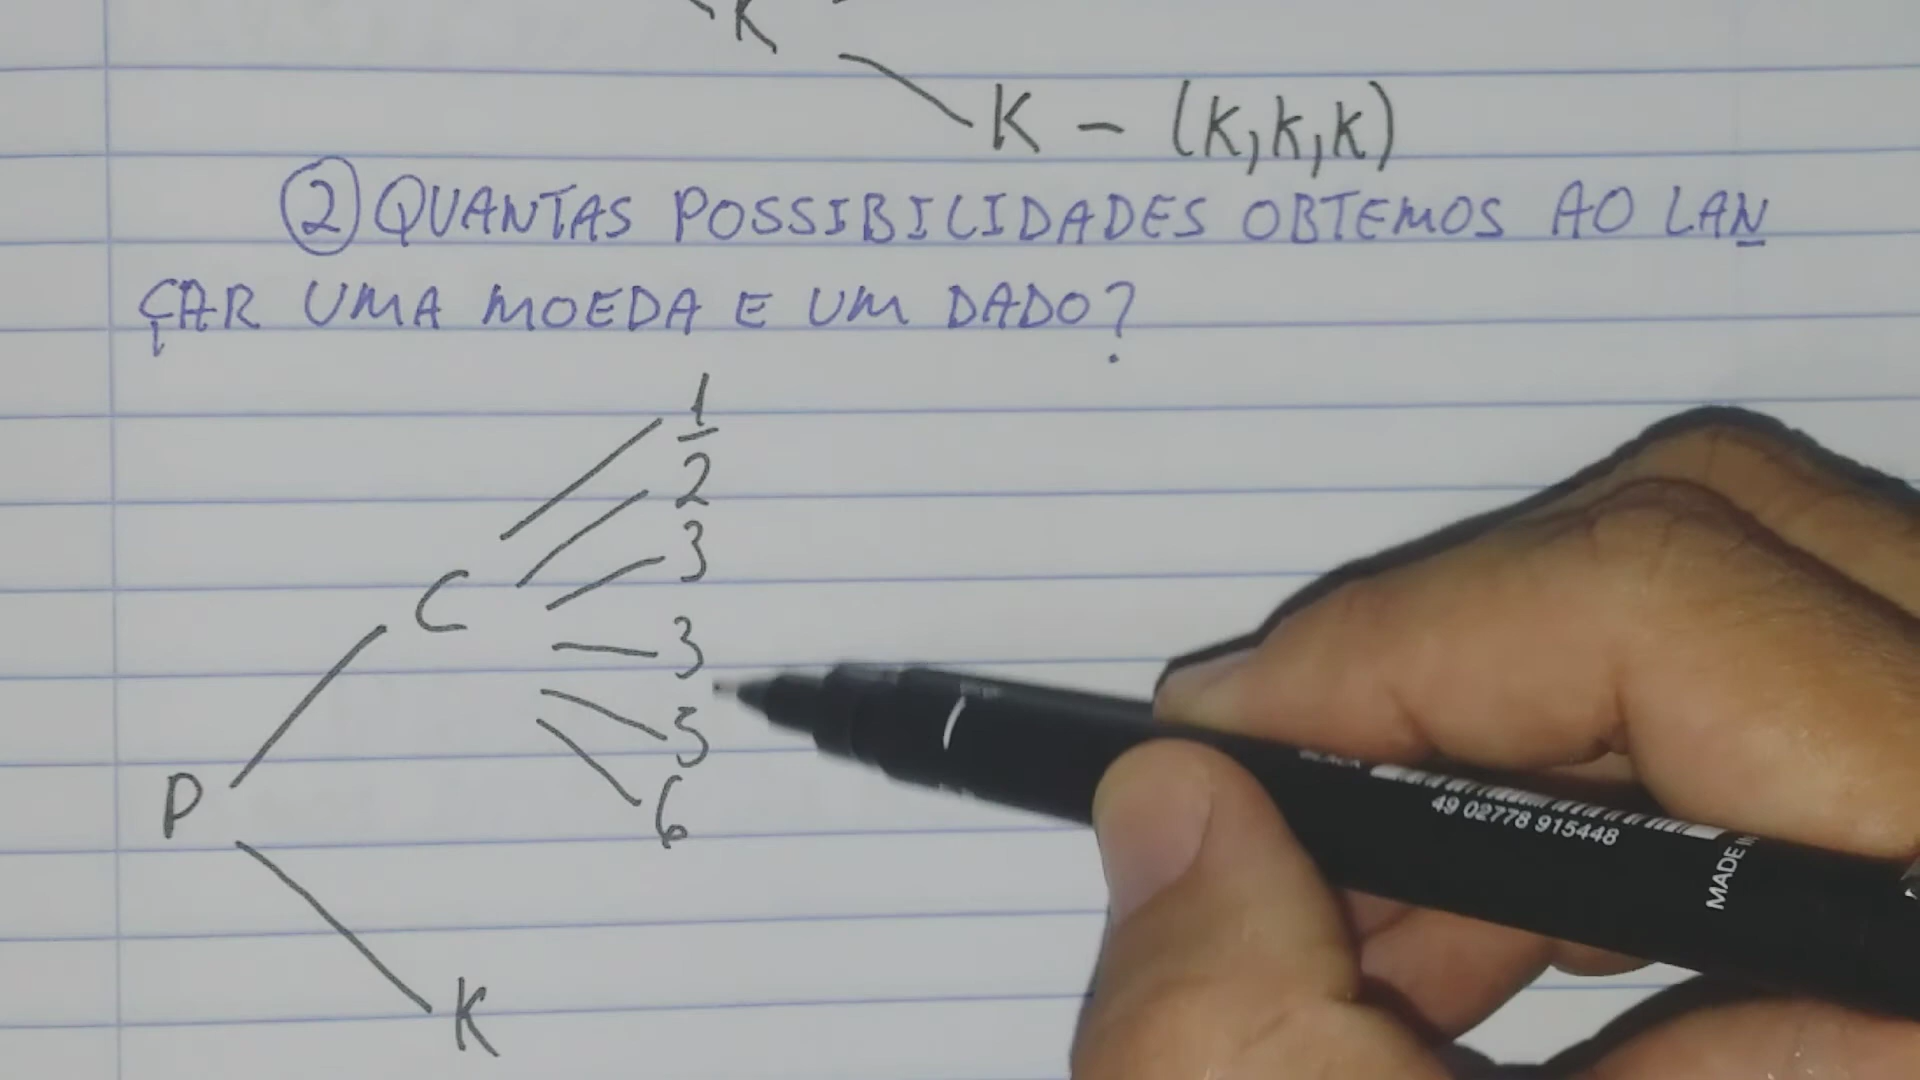 K
K - (K,K,K)
② QUANTAS POSSIBILIDADES OBTEMOS AO LAN
ÇAR UMA MOEDA E UM DADO?
1
2
3
C
3
5
P
6
K
49 02778 915448
MADE